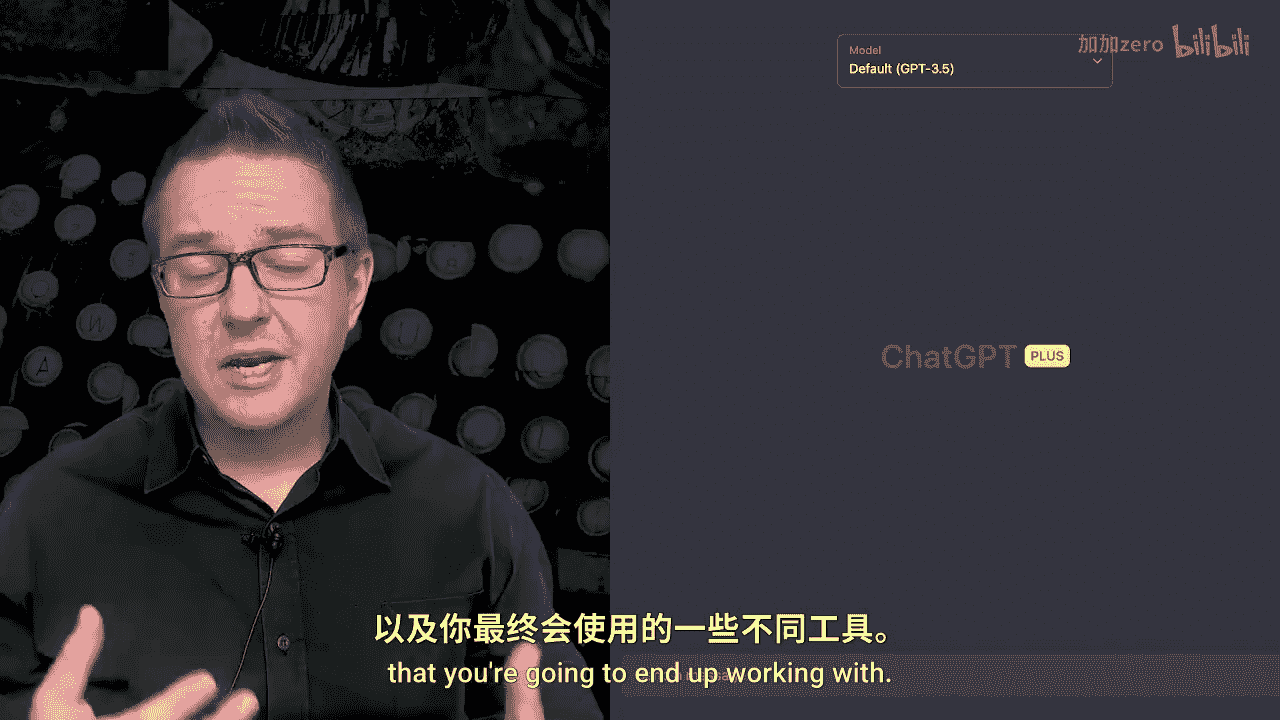 Model
Default (GPT-3.5)
加加zero bilibili
ChatGPT PLUS
以及你最终会使用的一些不同工具。
that you're going to end up working with.